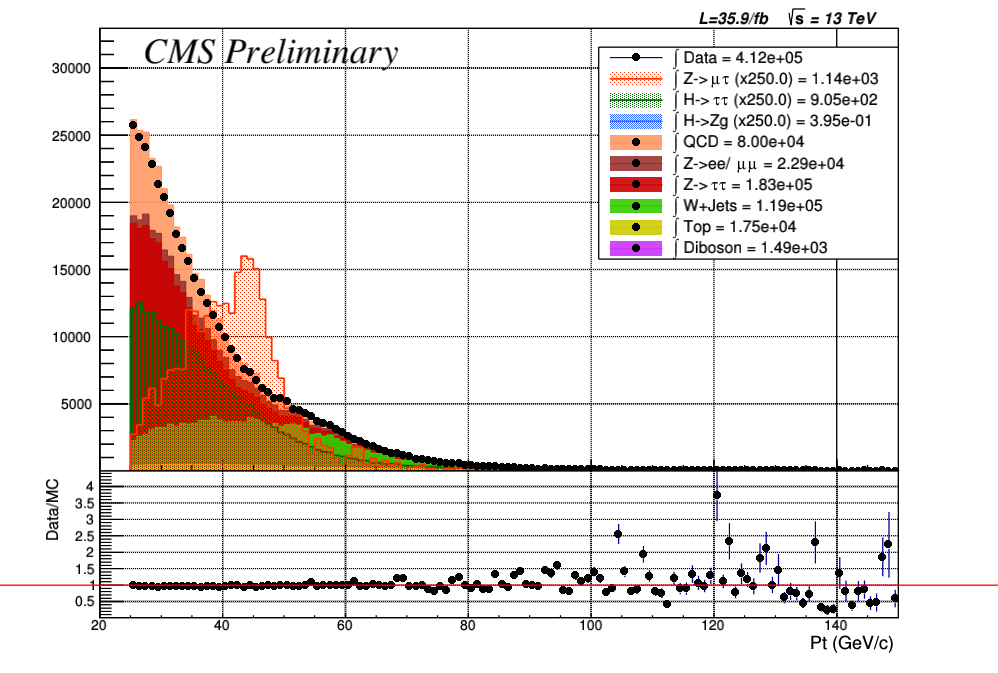 L=35.9/fb √s = 13 TeV
CMS Preliminary
∫ Data = 4.12e+05
∫ Z->μτ (x250.0) = 1.14e+03
∫ H->ττ (x250.0) = 9.05e+02
∫ H->Zg (x250.0) = 3.95e-01
∫ QCD = 8.00e+04
∫ Z->ee/ μμ = 2.29e+04
∫ Z->ττ = 1.83e+05
∫ W+Jets = 1.19e+05
∫ Top = 1.75e+04
∫ Diboson = 1.49e+03
30000
25000
20000
15000
10000
5000
Data/MC
4
3.5
3
2.5
2
1.5
1
0.5
20 40 60 80 100 120 140
Pt (GeV/c)